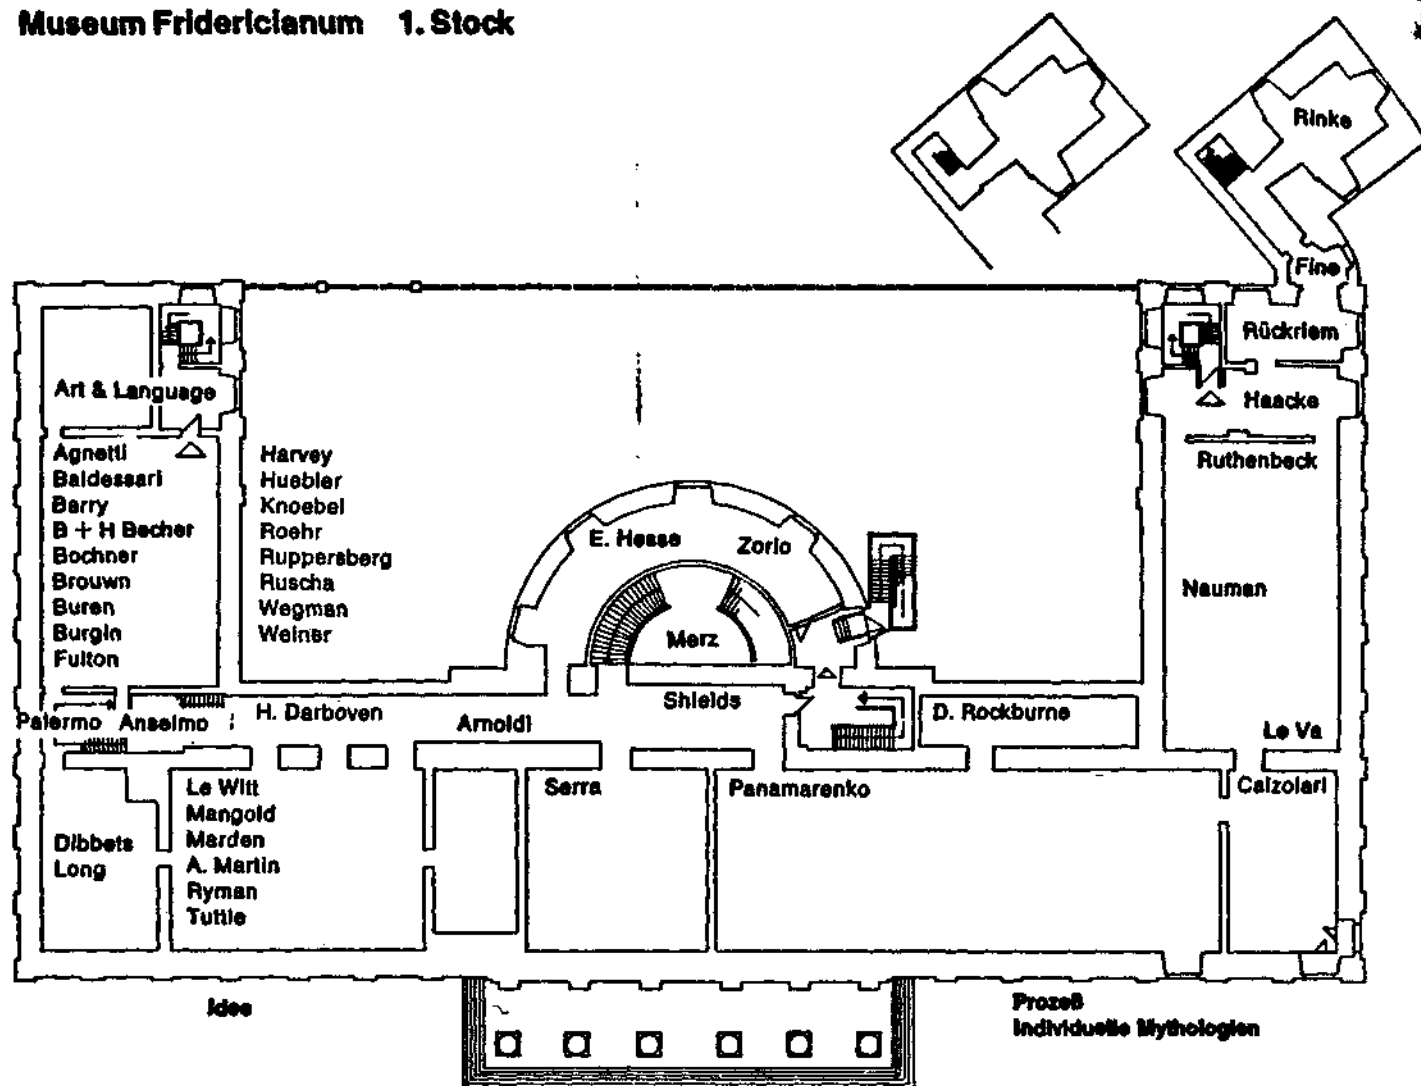 Museum Fridericianum 1. Stock
Rinke
Fine
Rückriem
Haacke
Ruthenbeck
Art & Language
Agnetti
Baldessari
Barry
B + H Becher
Bochner
Brouwn
Buren
Burgin
Fulton
Harvey
Huebler
Knoebel
Roehr
Ruppersberg
Ruscha
Wegman
Weiner
E. Hesse
Zorio
Merz
Nauman
Palermo
Anselmo
H. Darboven
Arnoldi
Shields
D. Rockburne
Le Va
Dibbets
Long
Le Witt
Mangold
Marden
A. Martin
Ryman
Tuttle
Serra
Panamarenko
Calzolari
Idee
Prozeß
Individuelle Mythologien